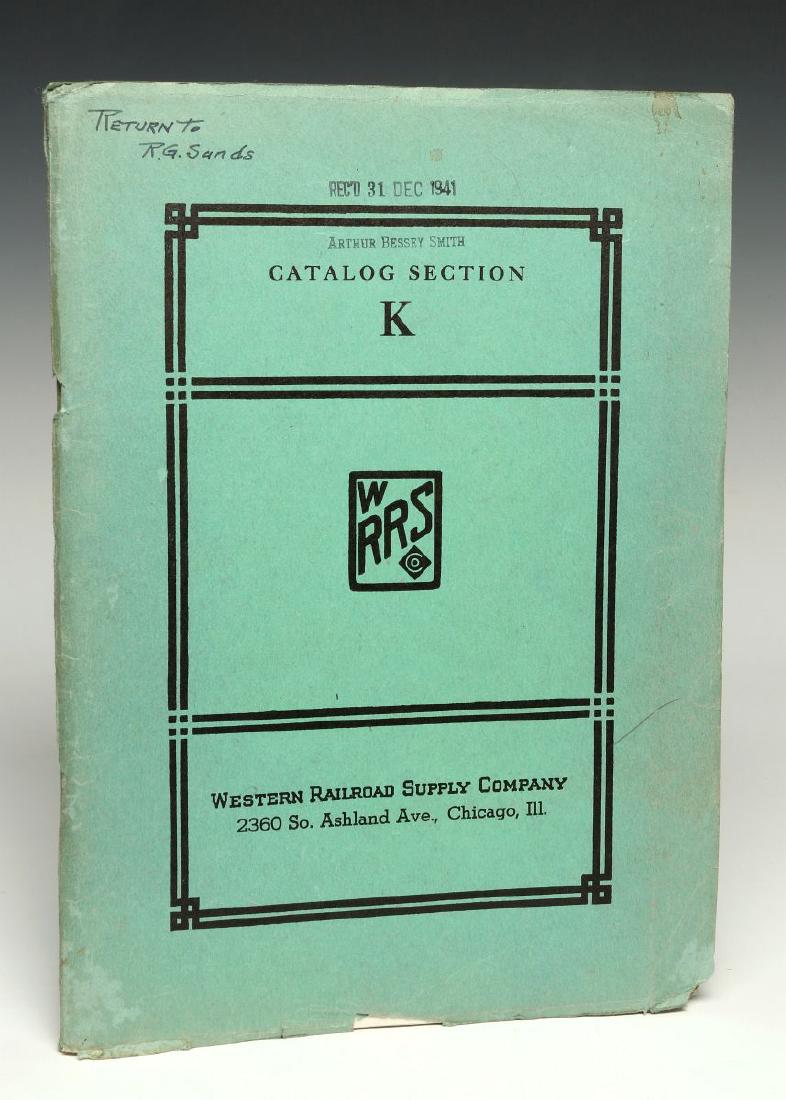 RETURN TO
R.G. Sands
REC'D 31 DEC 1941
ARTHUR BESSEY SMITH
CATALOG SECTION
K
W
RRS
CO
WESTERN RAILROAD SUPPLY COMPANY
2360 So. Ashland Ave., Chicago, Ill.